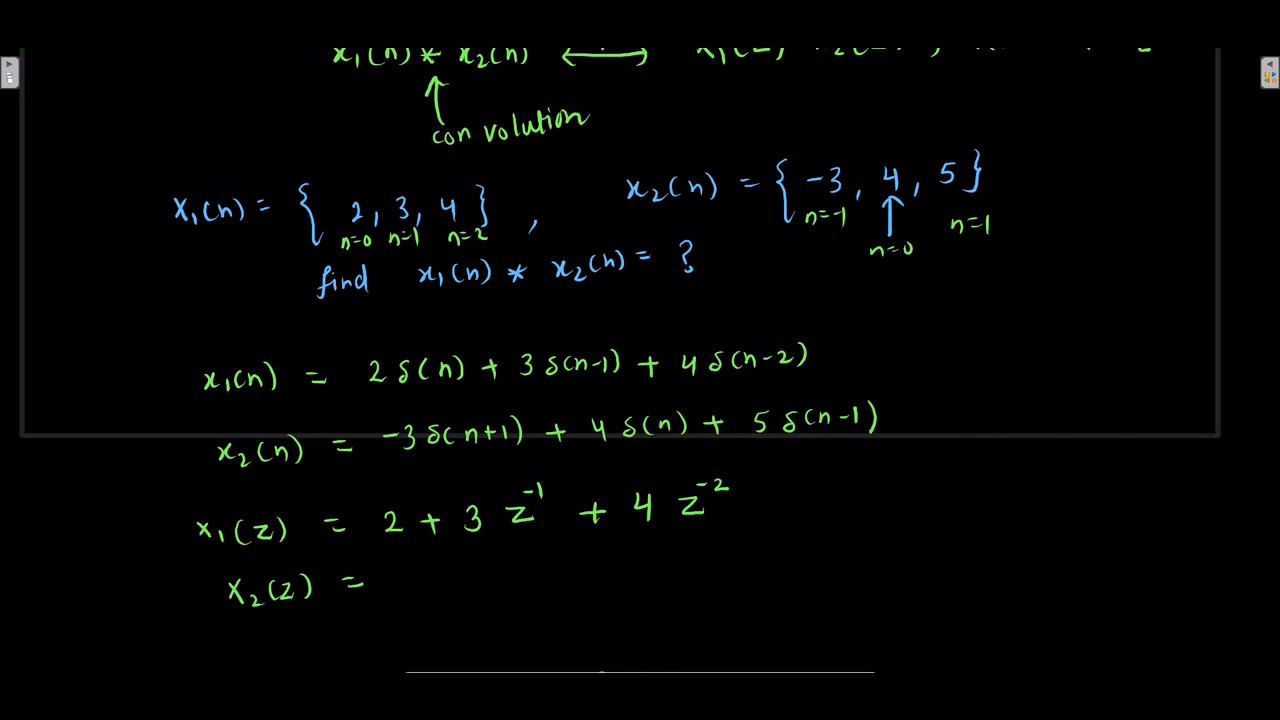 x₁(n) * x₂(n) ⟷
convolution
x₁(n) = { 2, 3, 4 } , x₂(n) = { -3, 4, 5 }
n=0 n=1 n=2 n=-1 n=0 n=1
find x₁(n) * x₂(n) = ?
x₁(n) = 2 δ(n) + 3 δ(n-1) + 4 δ(n-2)
x₂(n) = -3 δ(n+1) + 4 δ(n) + 5 δ(n-1)
X₁(z) = 2 + 3 z⁻¹ + 4 z⁻²
X₂(z) =